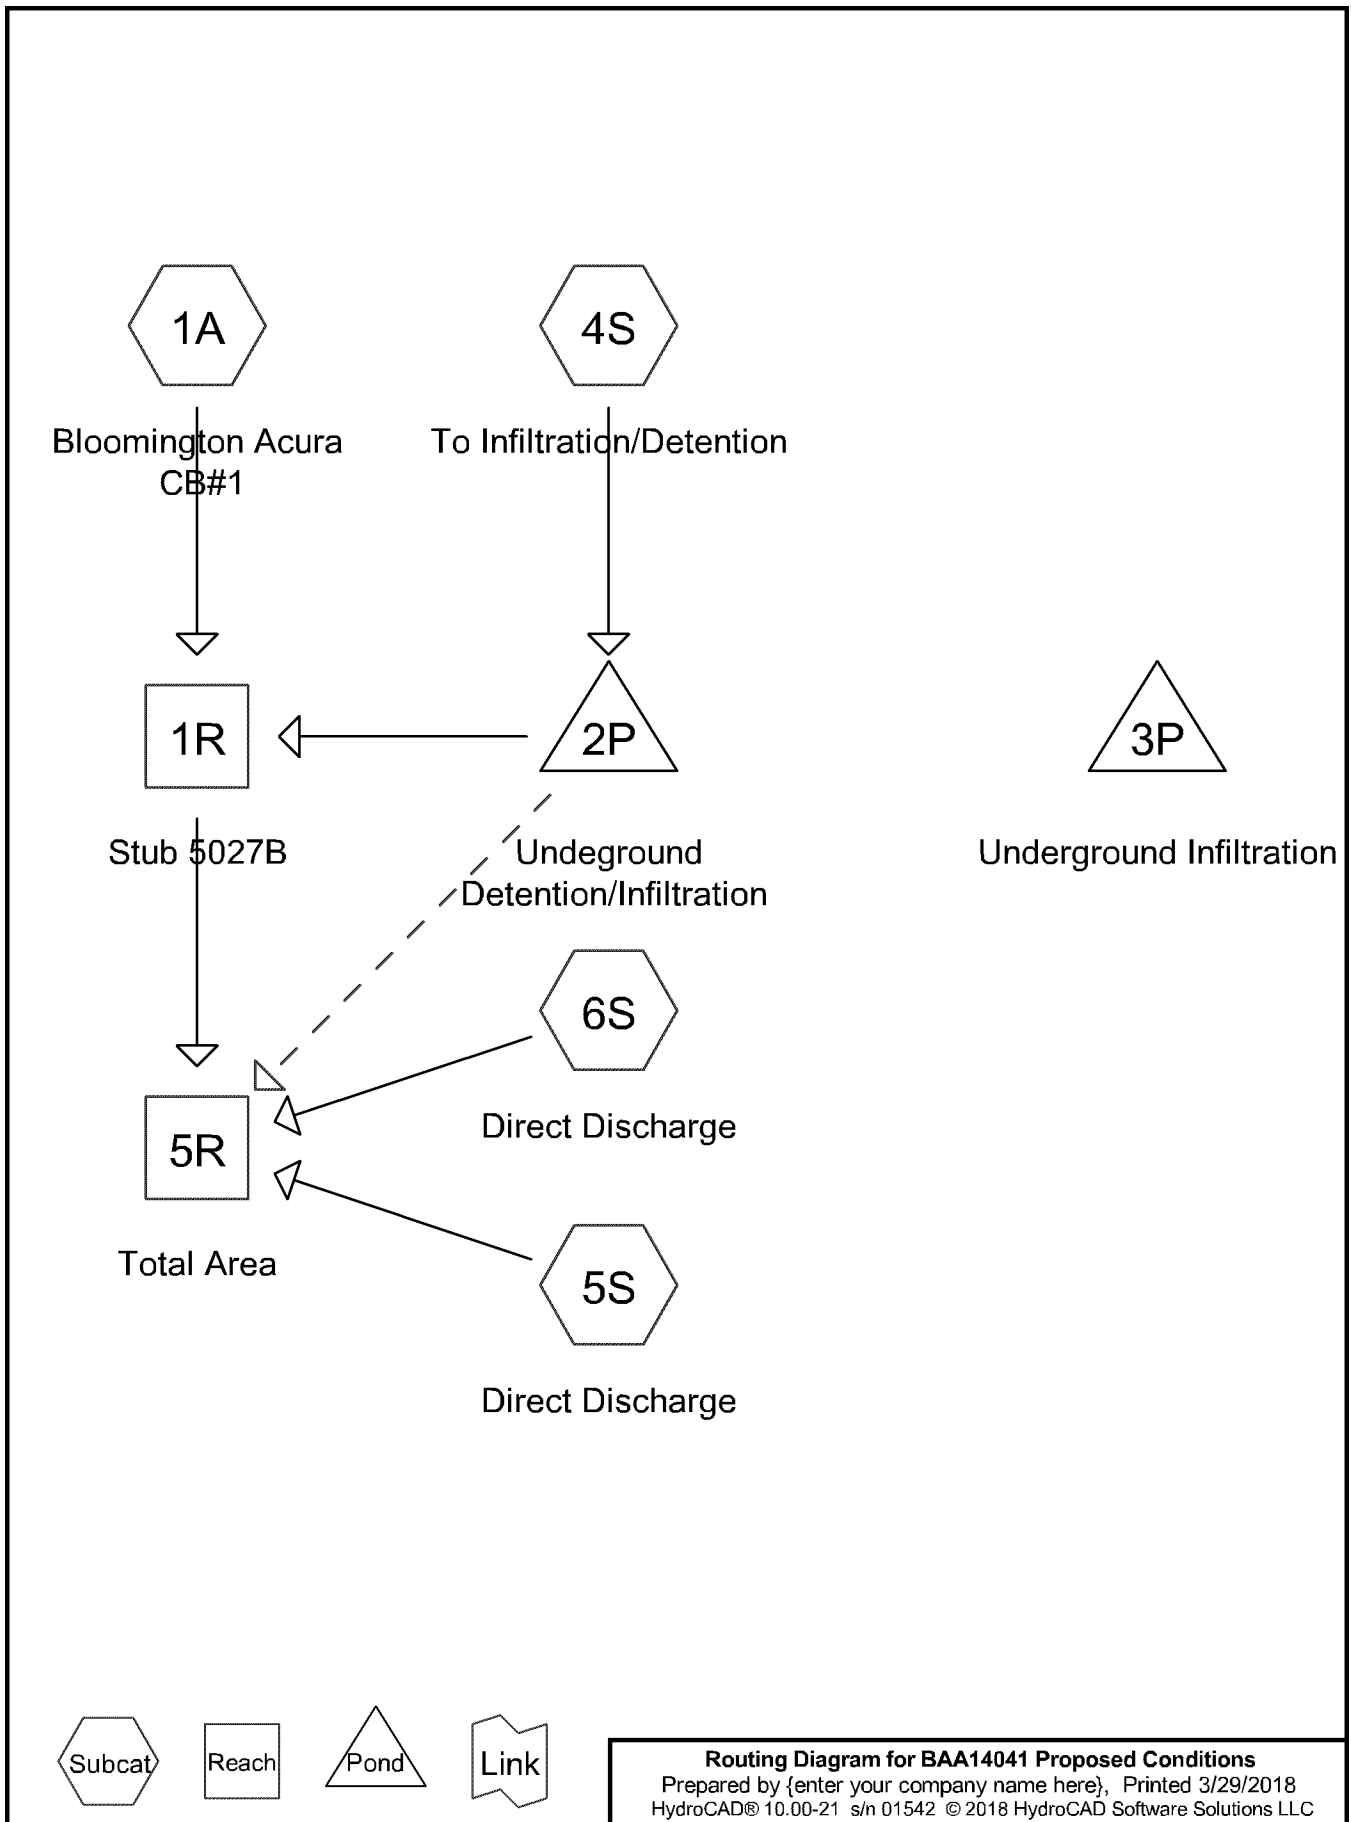 1A
4S
Bloomington Acura
CB#1
To Infiltration/Detention
1R
2P
3P
Stub 5027B
Undeground
Detention/Infiltration
Underground Infiltration
6S
Direct Discharge
5R
Total Area
5S
Direct Discharge
Subcat
Reach
Pond
Link
Routing Diagram for BAA14041 Proposed Conditions
Prepared by {enter your company name here}, Printed 3/29/2018
HydroCAD® 10.00-21 s/n 01542 © 2018 HydroCAD Software Solutions LLC